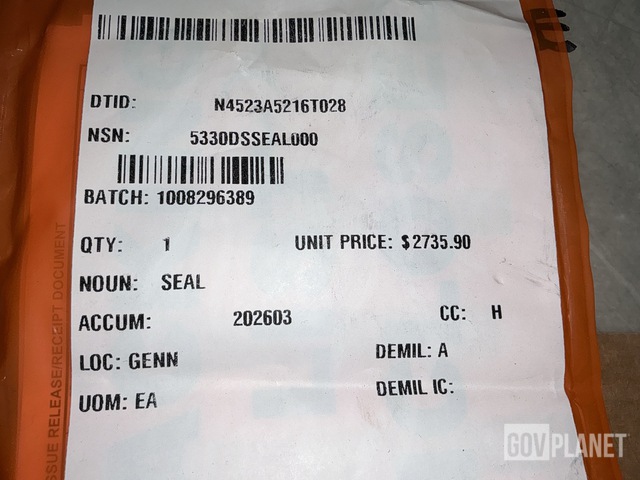 DTID: N4523A5216T028
NSN: 5330DSSEAL000
BATCH: 1008296389
QTY: 1 UNIT PRICE: $2735.90
NOUN: SEAL
ACCUM: 202603 CC: H
LOC: GENN DEMIL: A
UOM: EA DEMIL IC:
ISSUE RELEASE/RECEIPT DOCUMENT
GOVPLANET